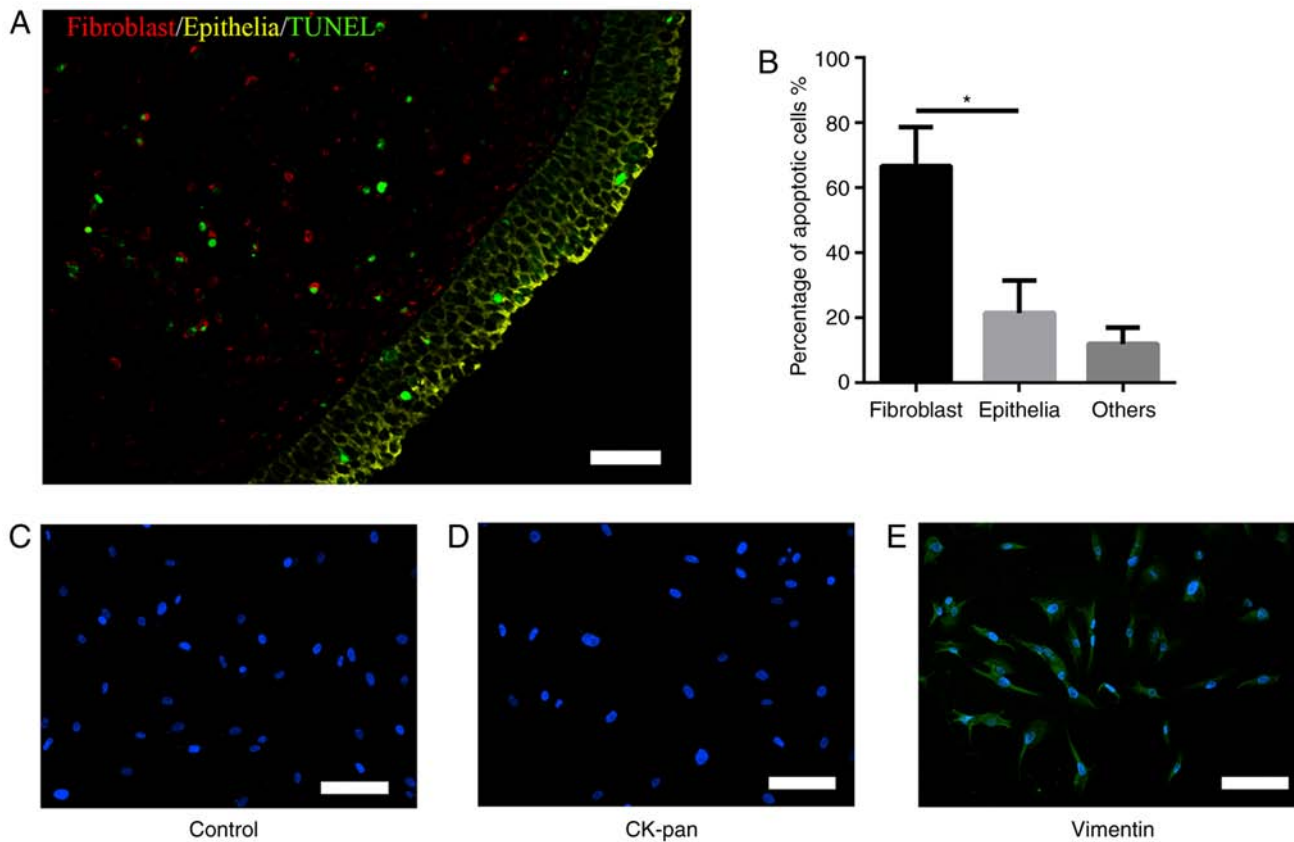 A
Fibroblast/Epithelia/TUNEL
B
Percentage of apoptotic cells %
100
80
60
40
20
0
*
Fibroblast Epithelia Others
C
D
E
Control
CK-pan
Vimentin